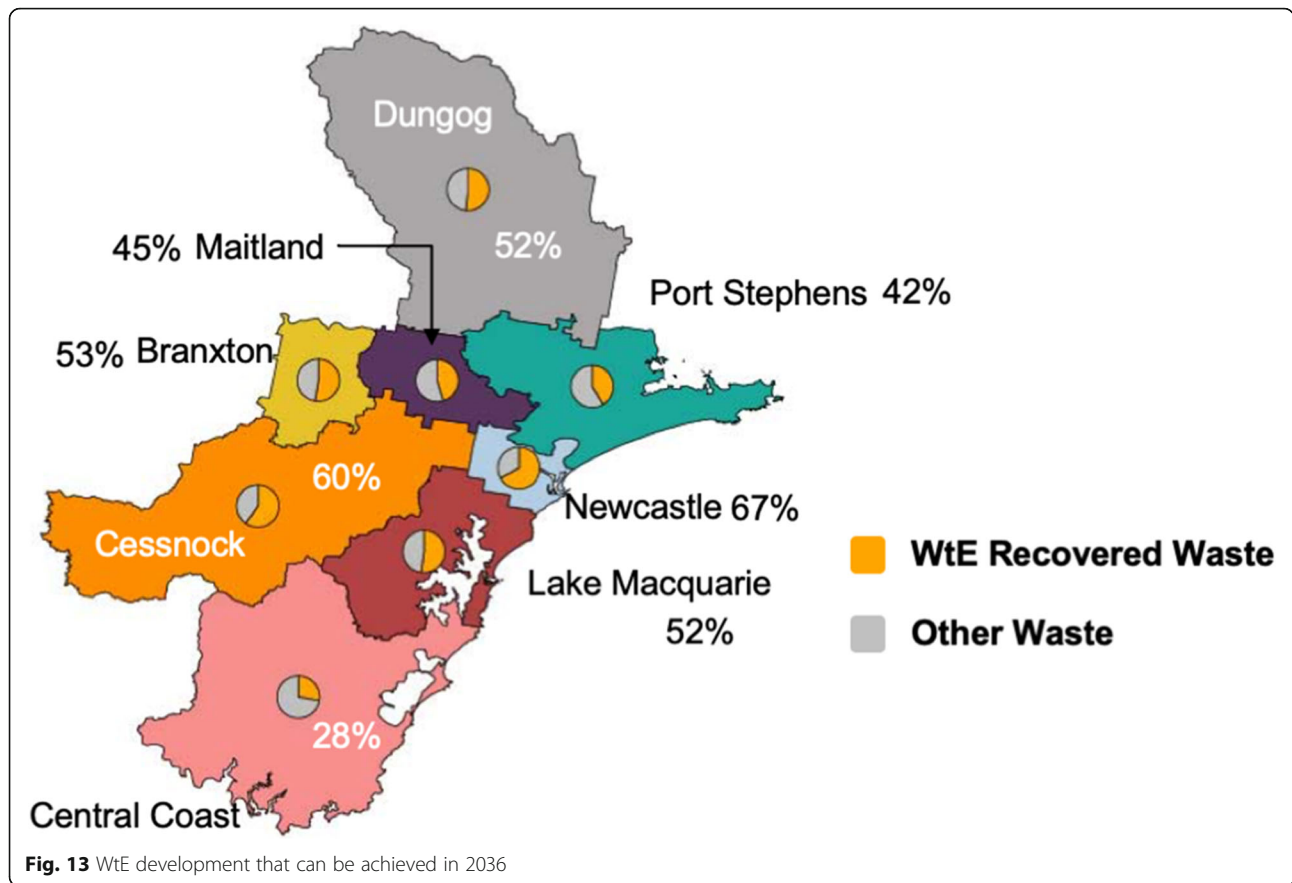 Dungog
52%
45% Maitland
Port Stephens 42%
53% Branxton
60%
Cessnock
Newcastle 67%
Lake Macquarie
52%
WtE Recovered Waste
Other Waste
28%
Central Coast
Fig. 13 WtE development that can be achieved in 2036